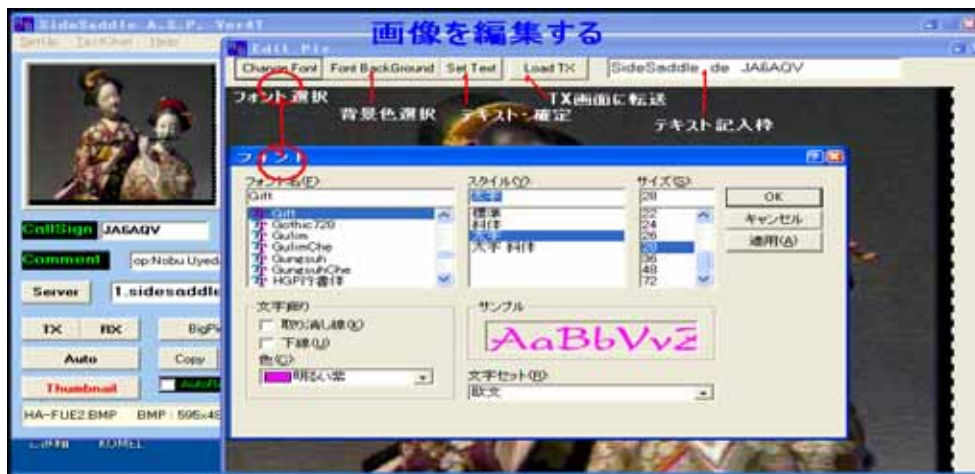 SideSaddle A.S.P. Ver4T
画像を編集する
SetUp TextChat Help
Edit Pic
Change Font Font BackGround Set Text Load TX SideSaddle de JA6AQV
フォント選択
背景色選択
テキスト・確定
TX画面に転送
テキスト記入枠
フォント
フォント名(F) スタイル(Y) サイズ(S)
Gift 太字 28
OK
キャンセル
適用(A)
Gift
Gothic720
Gulim
GulimChe
Gungsuh
GungsuhChe
HGP行書体
標準
斜体
太字
太字 斜体
22
24
26
28
36
48
72
文字飾り
取り消し線(K)
下線(U)
色(C)
明るい紫
サンプル
AaBbVvZ
文字セット(R)
欧文
CallSign JA6AQV
Comment op:Nobu Uyed
Server 1.sidesaddle
TX RX BigPi
Auto Copy
Thumbnail
HA-FUE2.BMP BMP : 595x48
KOMEI